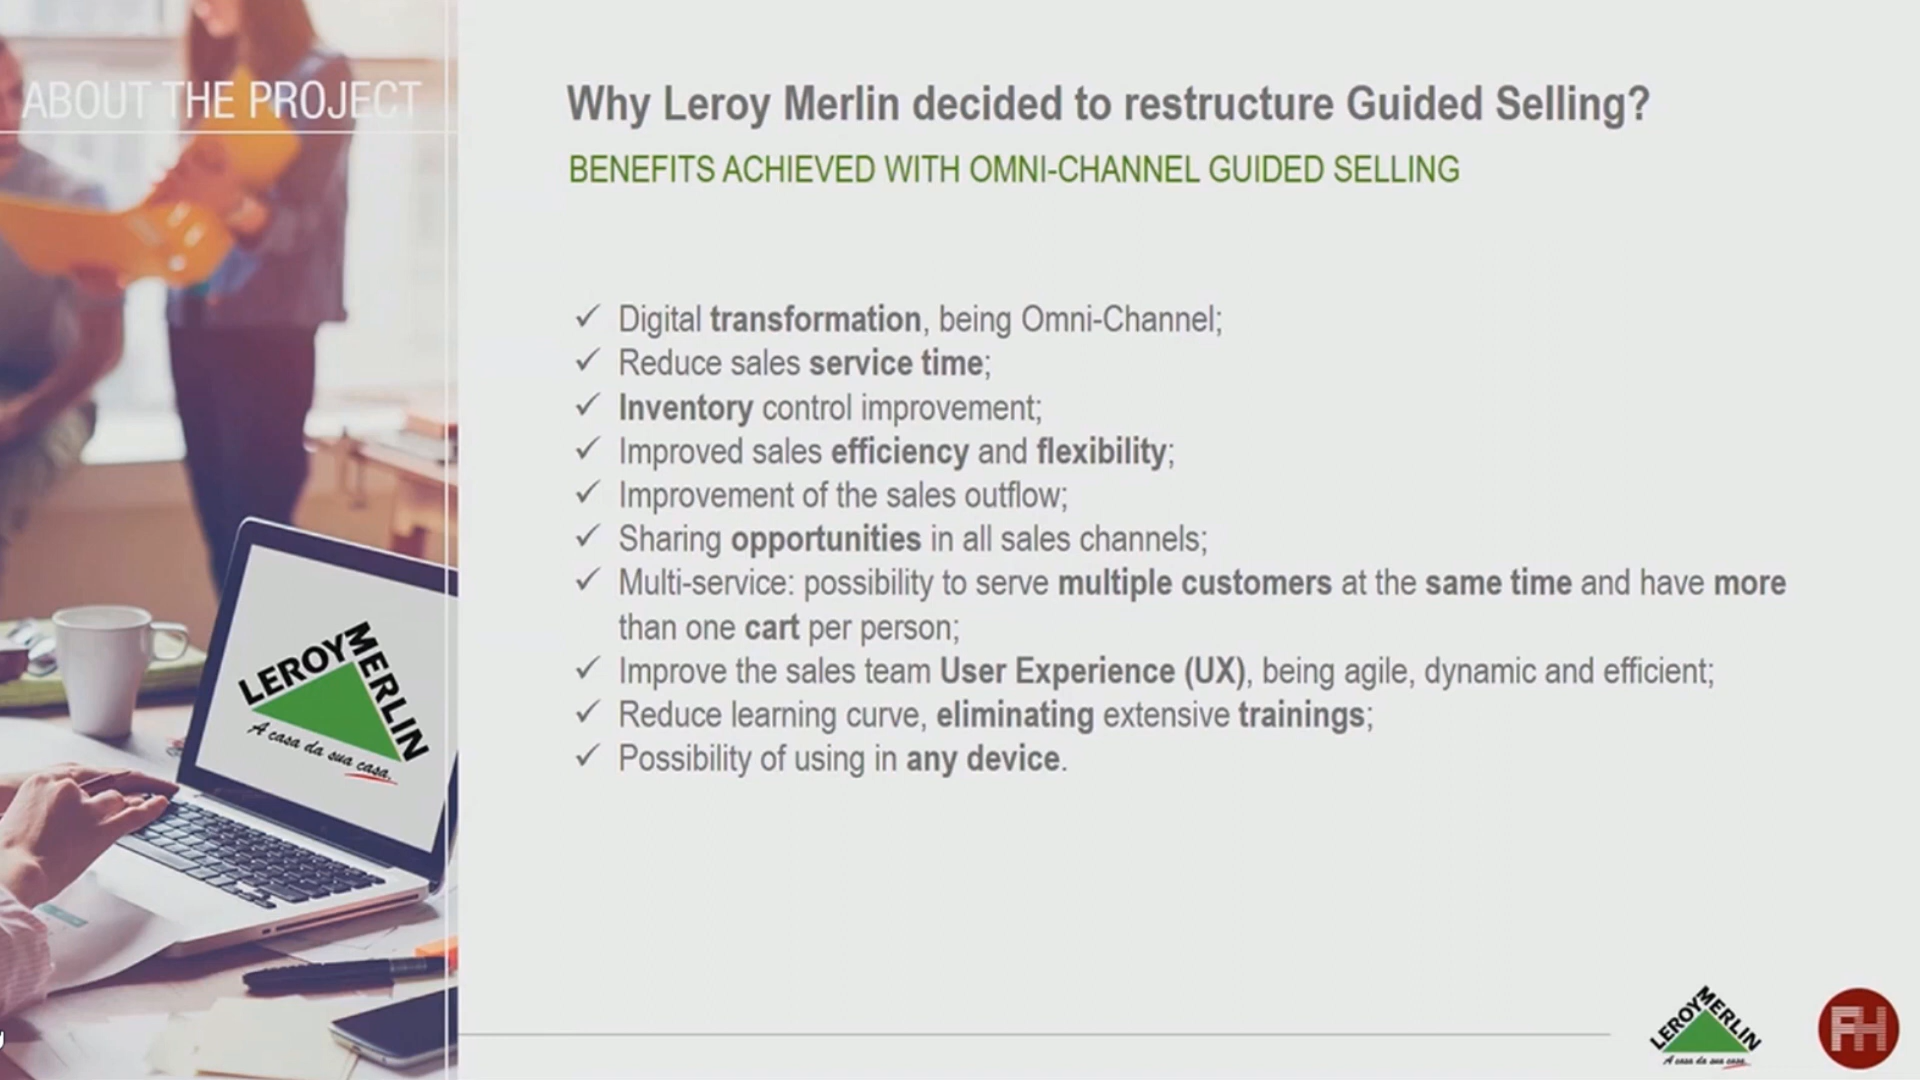 ABOUT THE PROJECT
Why Leroy Merlin decided to restructure Guided Selling?
BENEFITS ACHIEVED WITH OMNI-CHANNEL GUIDED SELLING
✓ Digital transformation, being Omni-Channel;
✓ Reduce sales service time;
✓ Inventory control improvement;
✓ Improved sales efficiency and flexibility;
✓ Improvement of the sales outflow;
✓ Sharing opportunities in all sales channels;
✓ Multi-service: possibility to serve multiple customers at the same time and have more
than one cart per person;
✓ Improve the sales team User Experience (UX), being agile, dynamic and efficient;
✓ Reduce learning curve, eliminating extensive trainings;
✓ Possibility of using in any device.
LEROY MERLIN
A casa da sua casa.
LEROY MERLIN
A casa da sua casa.
FH